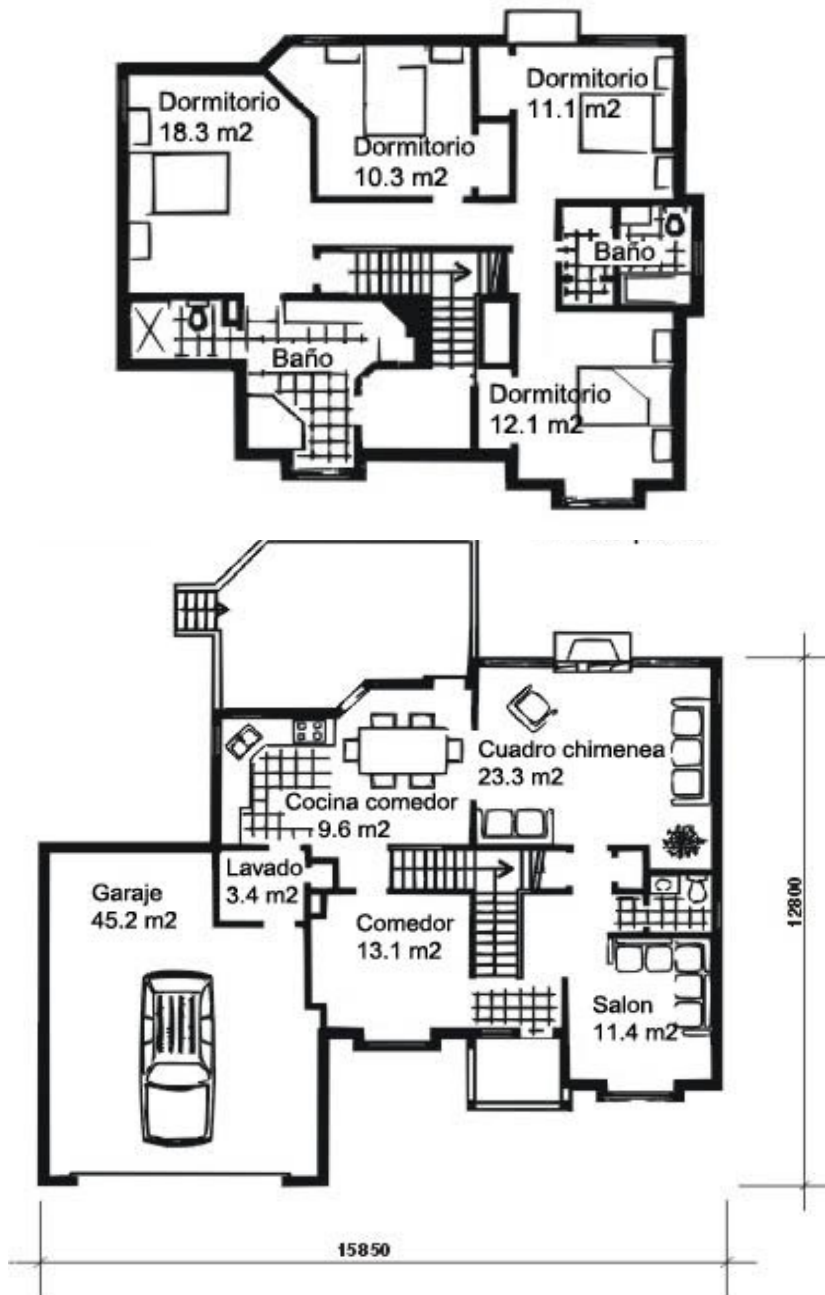 Dormitorio
18.3 m2
Dormitorio
10.3 m2
Dormitorio
11.1 m2
Baño
Baño
Dormitorio
12.1 m2
Cuadro chimenea
23.3 m2
Cocina comedor
9.6 m2
Lavado
3.4 m2
Garaje
45.2 m2
Comedor
13.1 m2
Salon
11.4 m2
12800
15850